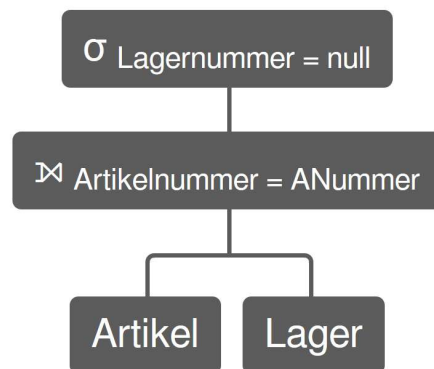 σ Lagernummer = null
⟕ Artikelnummer = ANummer
Artikel
Lager